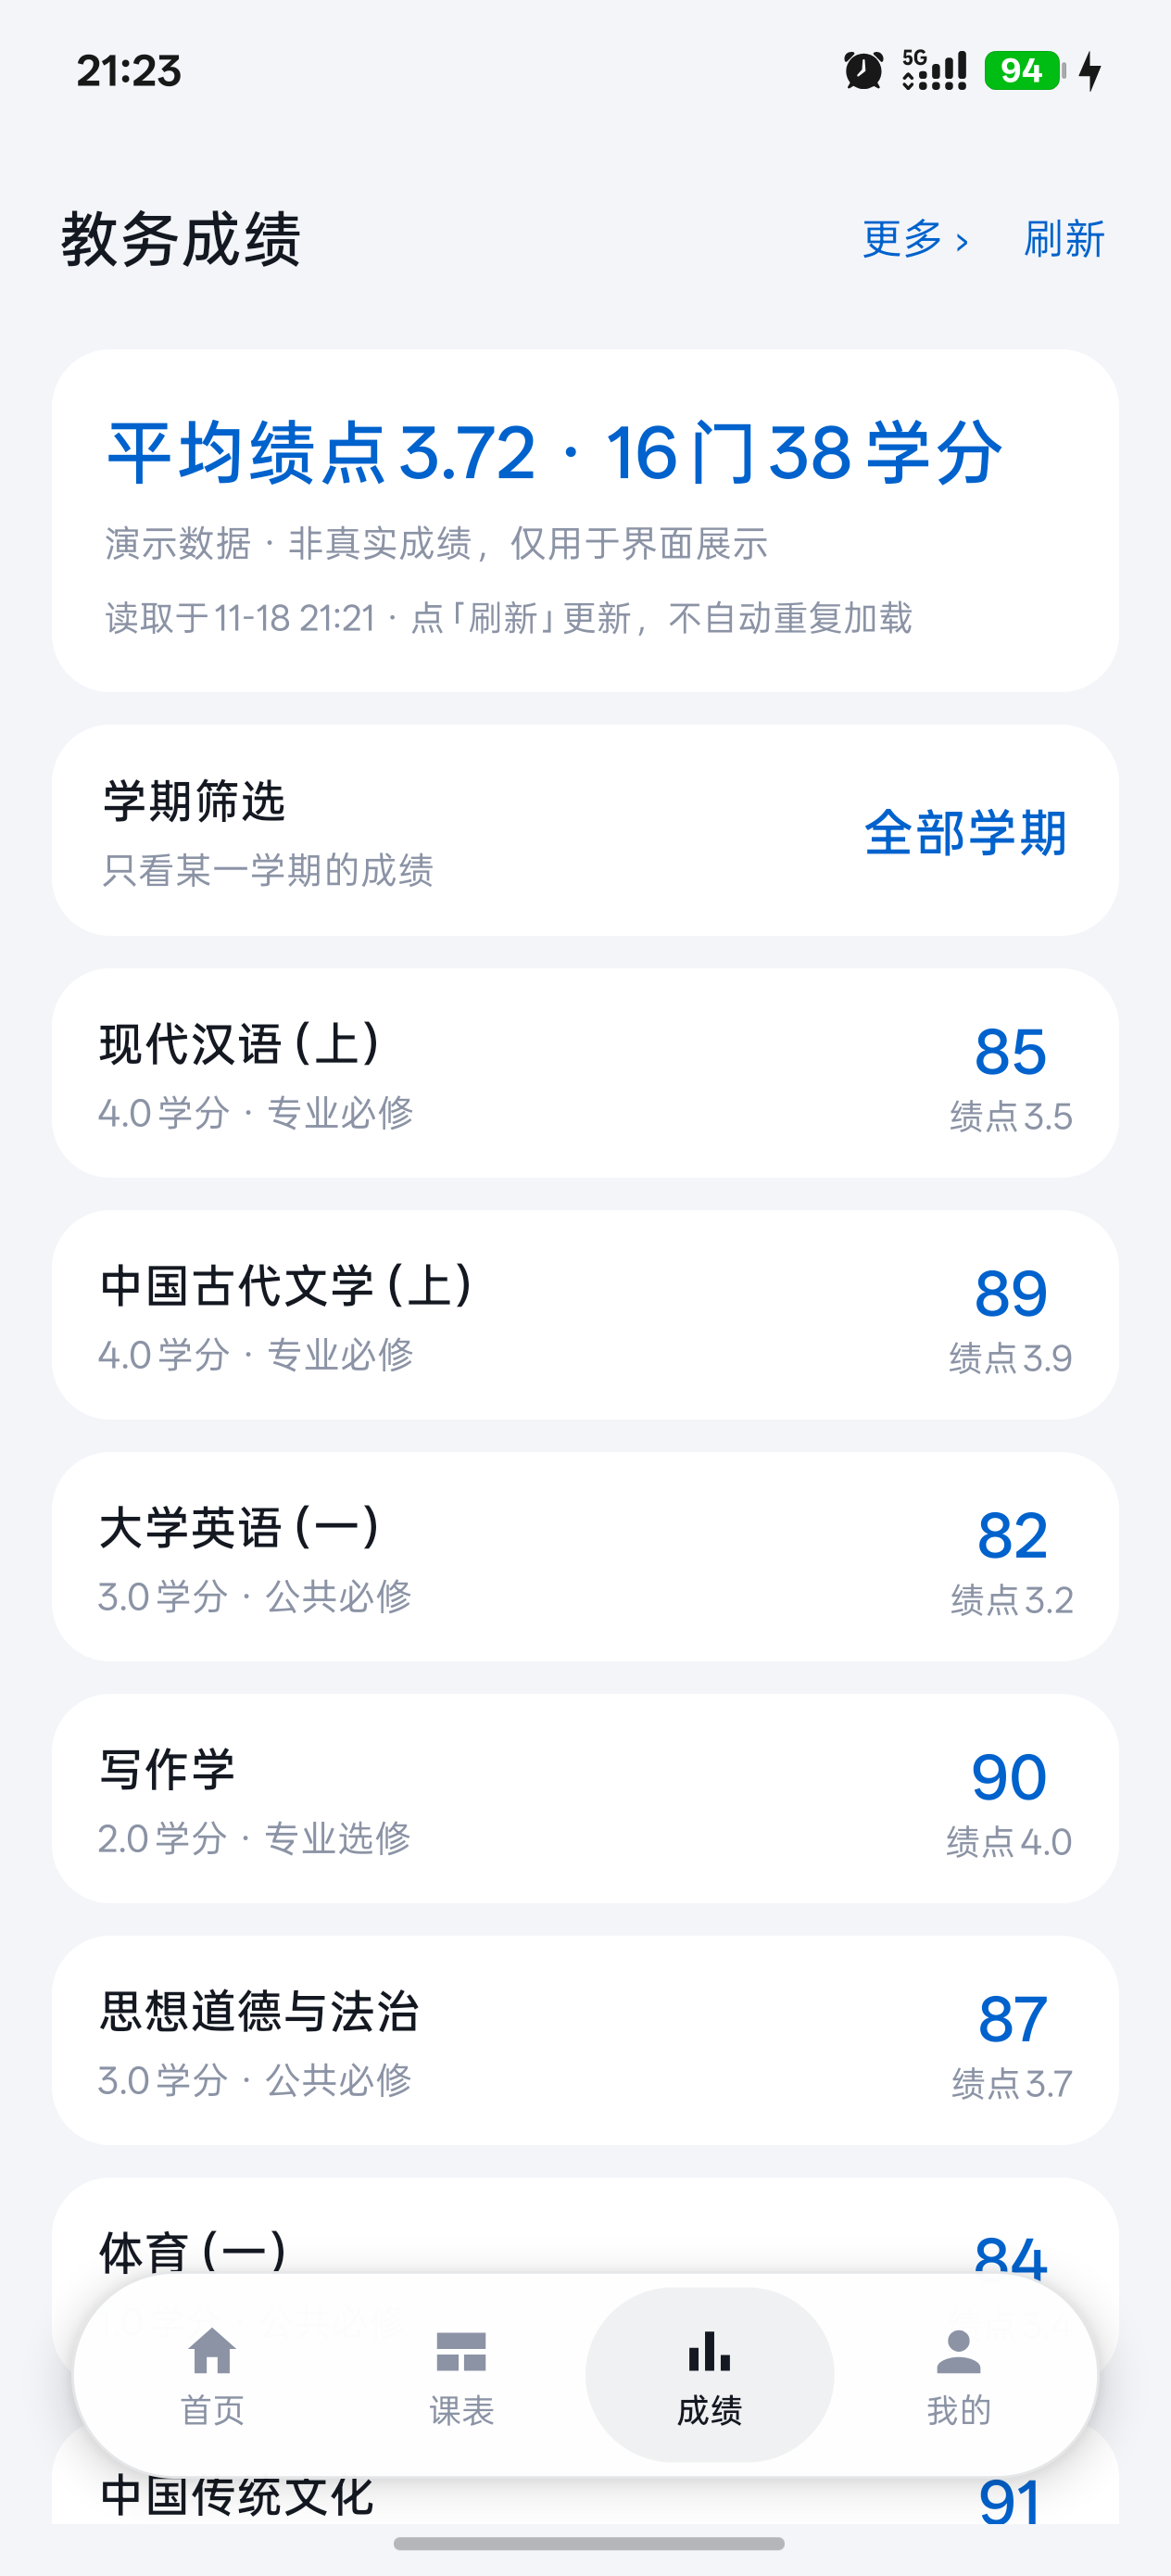 21:23
5G
94
教务成绩
更多 ›
刷新
平均绩点 3.72 · 16 门 38 学分
演示数据 · 非真实成绩，仅用于界面展示
读取于 11-18 21:21 · 点「刷新」更新，不自动重复加载
学期筛选
只看某一学期的成绩
全部学期
现代汉语（上）
4.0 学分 · 专业必修
85
绩点 3.5
中国古代文学（上）
4.0 学分 · 专业必修
89
绩点 3.9
大学英语（一）
3.0 学分 · 公共必修
82
绩点 3.2
写作学
2.0 学分 · 专业选修
90
绩点 4.0
思想道德与法治
3.0 学分 · 公共必修
87
绩点 3.7
体育（一）
84
首页
课表
成绩
我的
中国传统文化
91